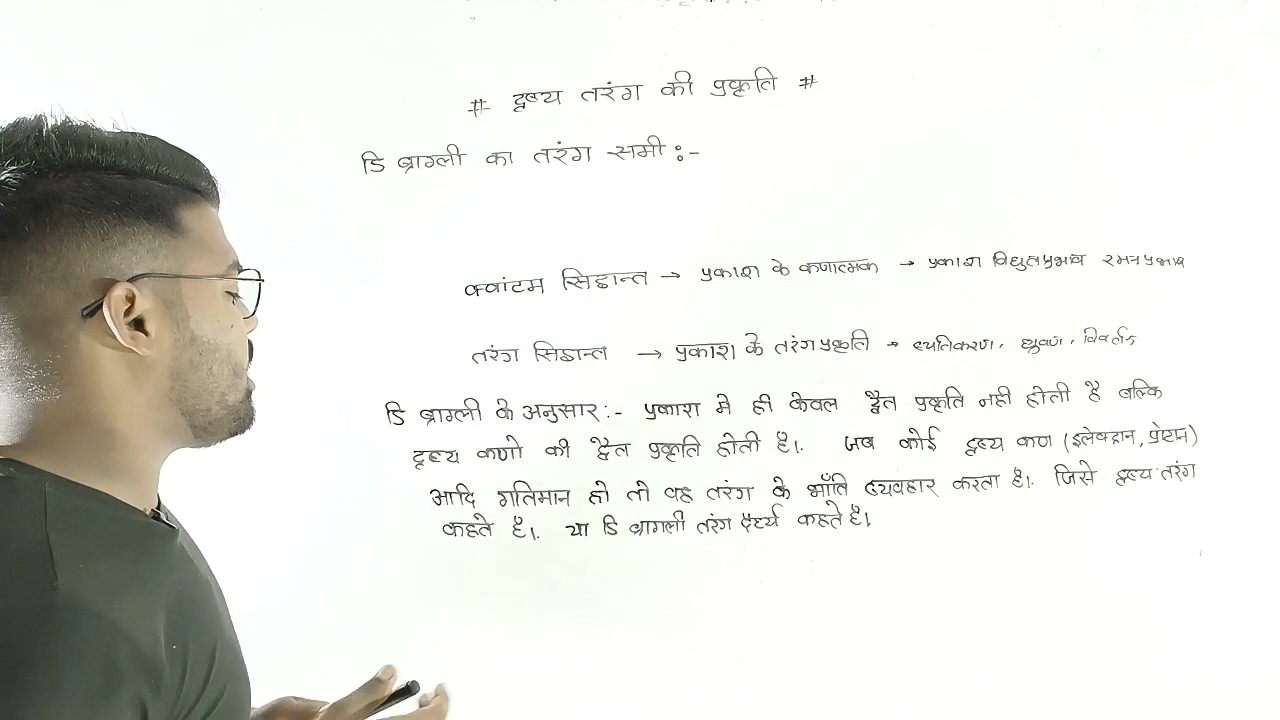 # द्रव्य तरंग की प्रकृति #
डि ब्राग्ली का तरंग समी :-
क्वांटम सिद्धान्त → प्रकाश के कणात्मक → प्रकाश विद्युतप्रभाव रमनप्रभाव
तरंग सिद्धान्त → प्रकाश के तरंग प्रकृति → व्यतिकरण, ध्रुवण, विवर्तन
डि ब्राग्ली के अनुसार :- प्रकाश मे ही केवल द्वैत प्रकृति नही होती है बल्कि
द्रव्य कणो की द्वैत प्रकृति होती है। जब कोई द्रव्य कण (इलेक्ट्रान, प्रोटान)
आदि गतिमान हो तो वह तरंग के भाँति व्यवहार करता है। जिसे द्रव्य तरंग
कहते है। या डि ब्रागली तरंग दैर्ध्य कहते है।